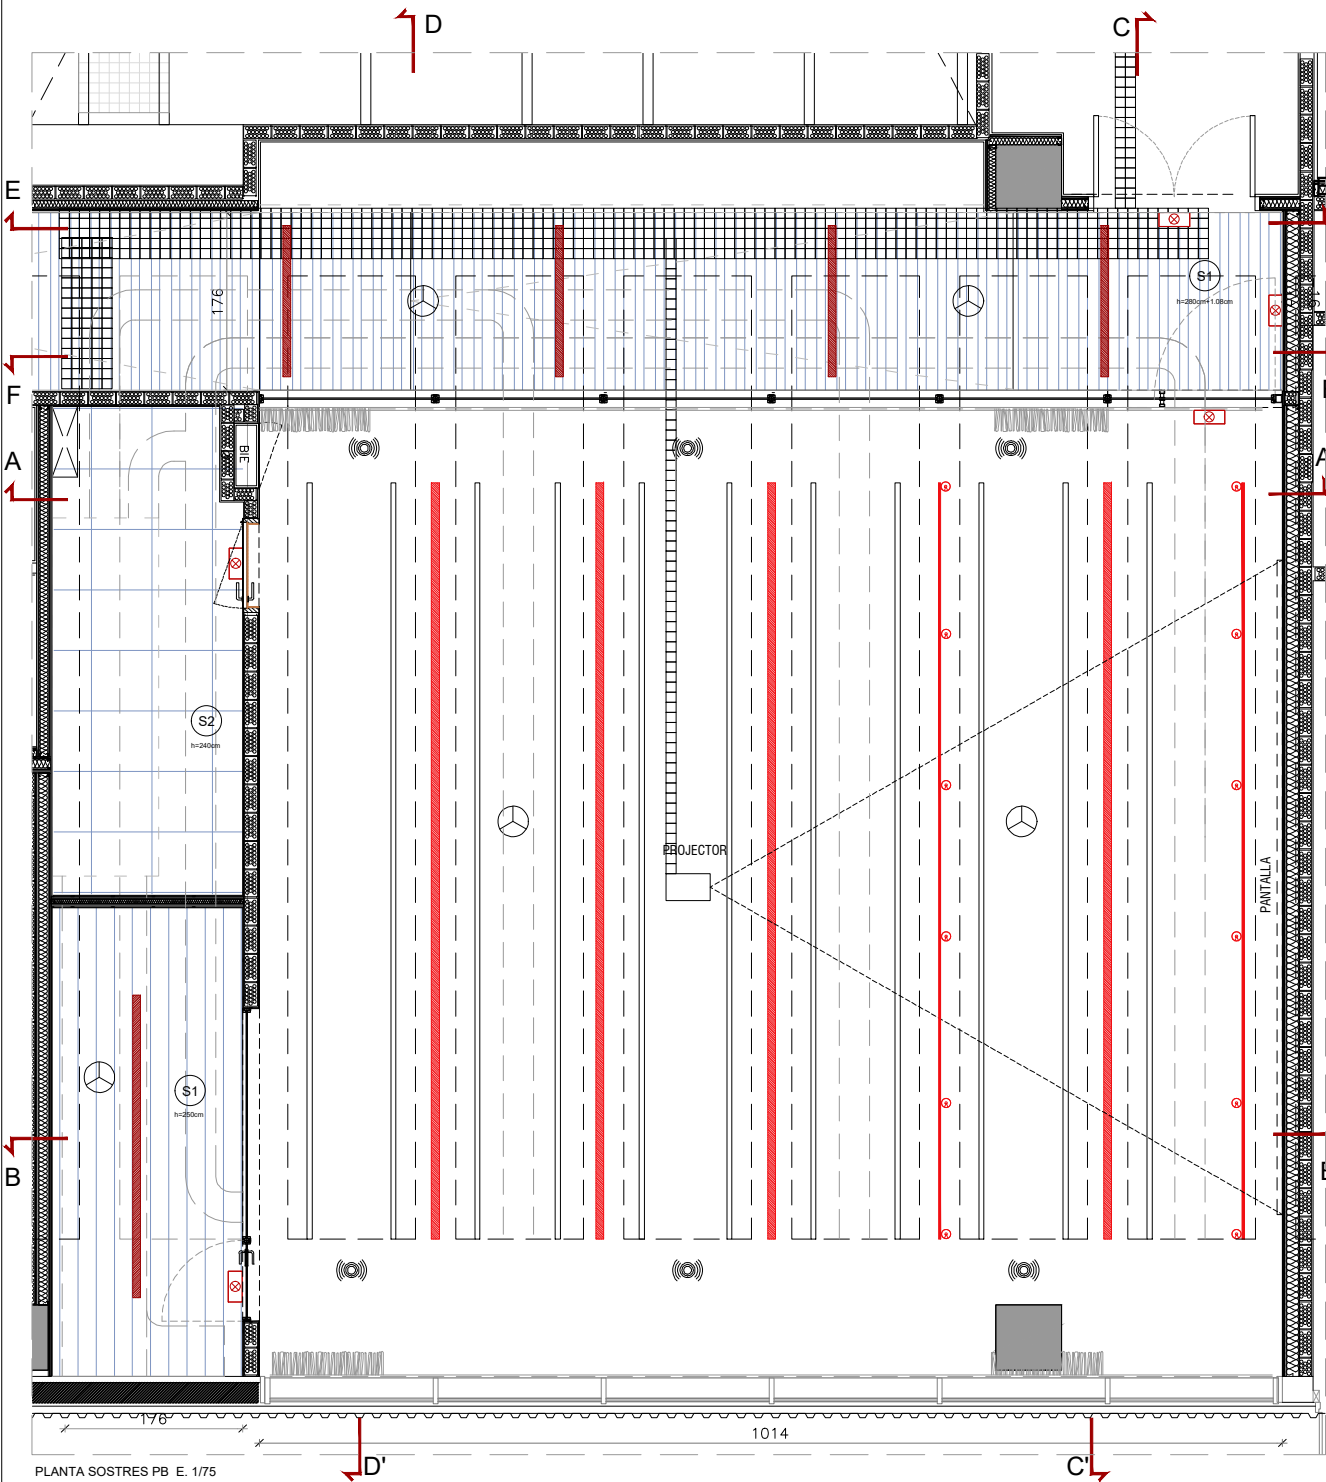 D
C
E
S1
h=280cm+1.08cm
176
16
F
BIE
A
A
S2
h=240cm
PROJECTOR
PANTALLA
S1
h=250cm
B
176
1014
D'
C'
PLANTA SOSTRES PB E. 1/75